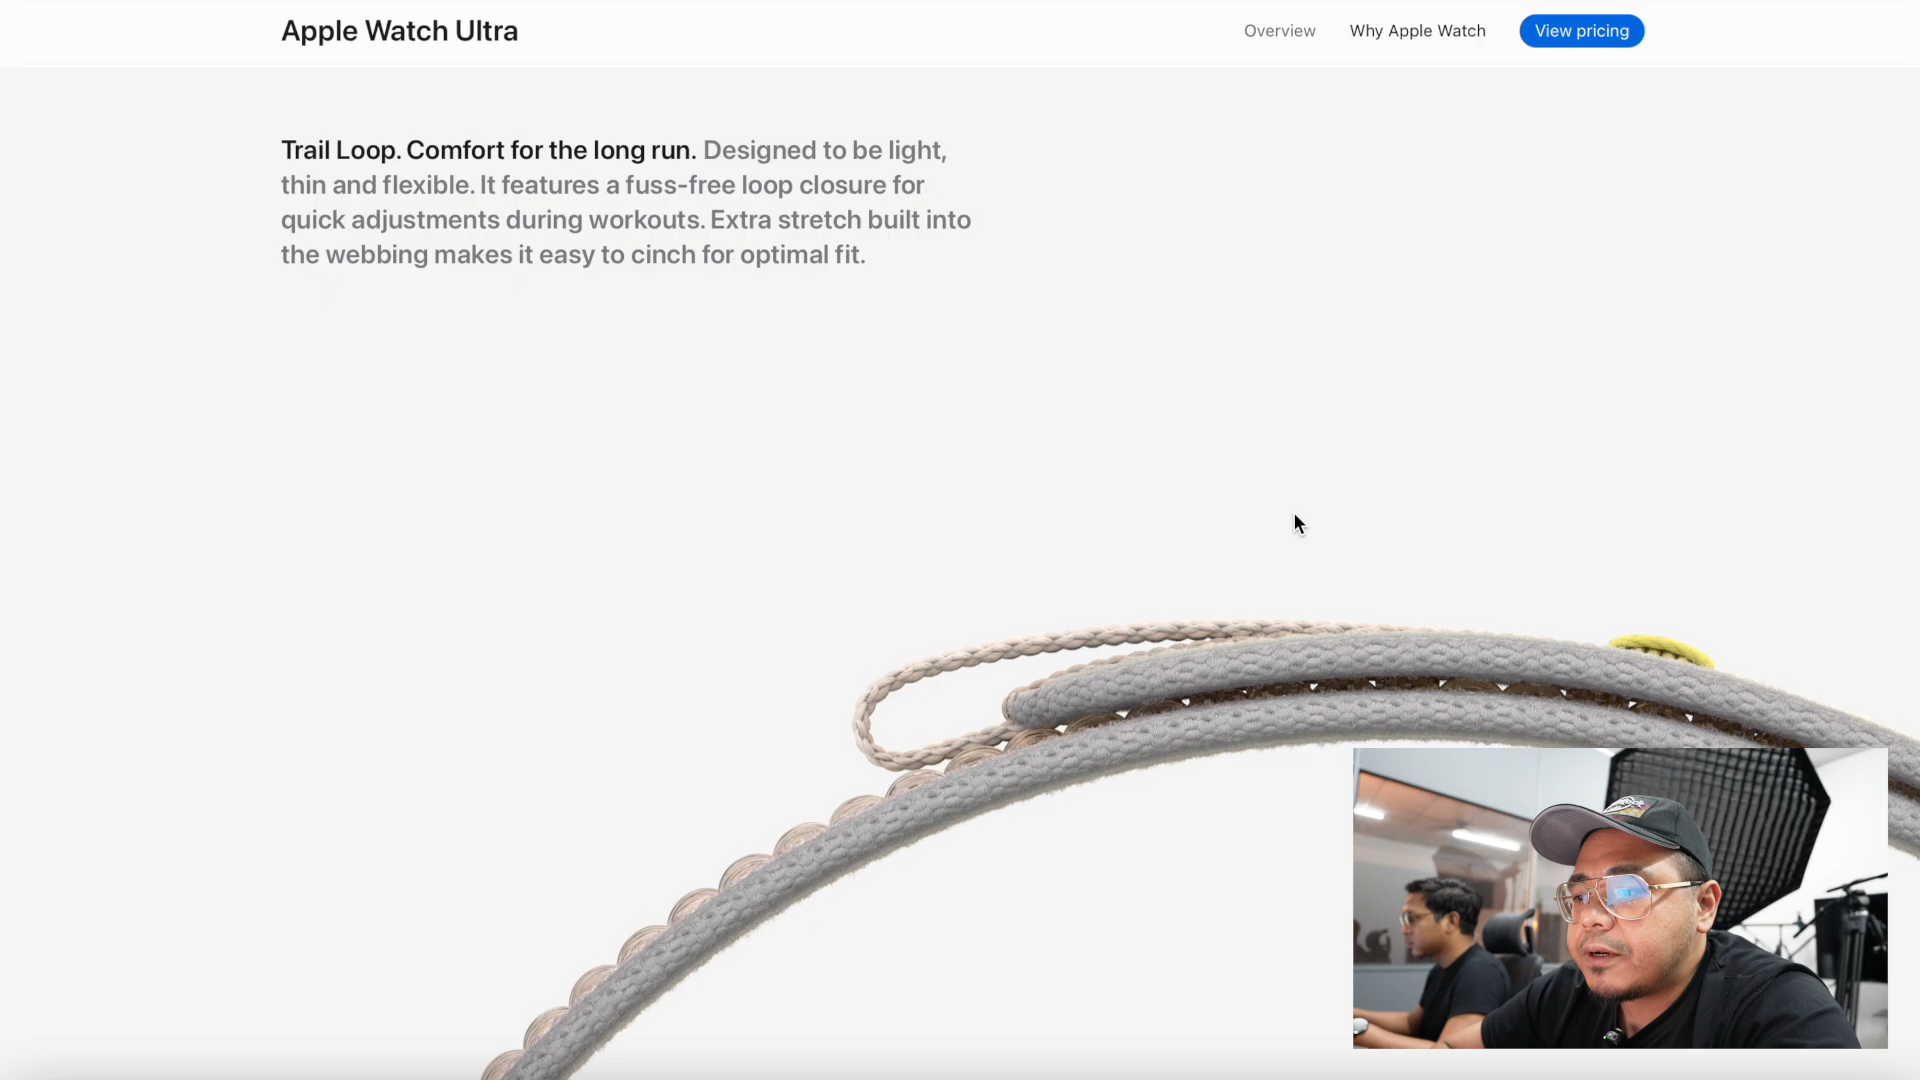 Apple Watch Ultra
Overview
Why Apple Watch
View pricing
Trail Loop. Comfort for the long run. Designed to be light,
thin and flexible. It features a fuss-free loop closure for
quick adjustments during workouts. Extra stretch built into
the webbing makes it easy to cinch for optimal fit.